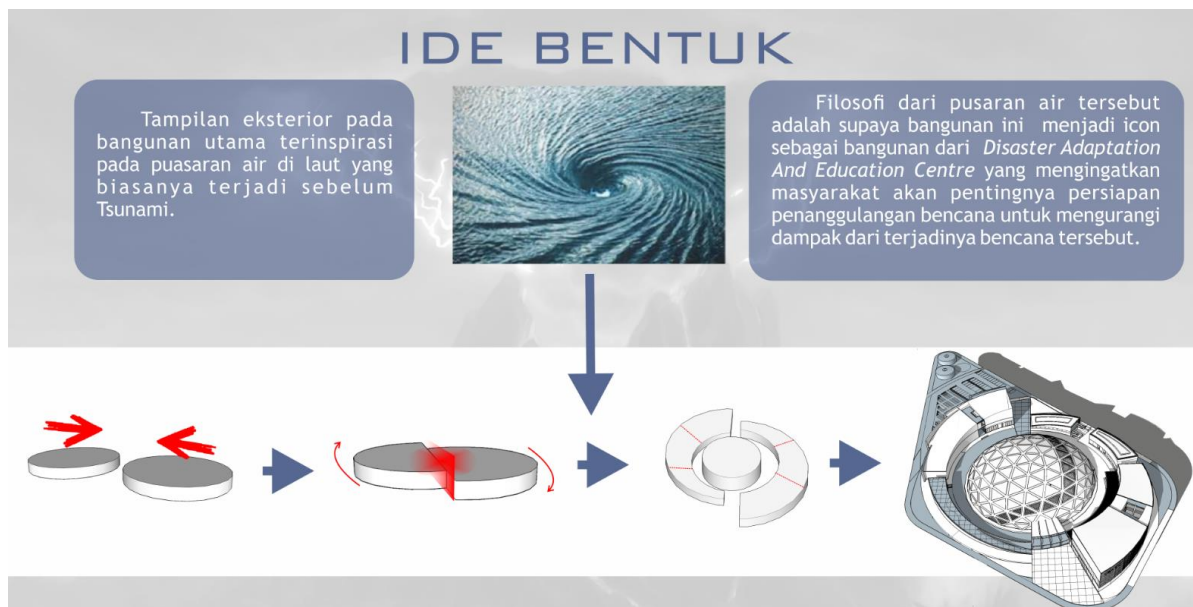 IDE BENTUK
Tampilan eksterior pada
bangunan utama terinspirasi
pada puasaran air di laut yang
biasanya terjadi sebelum
Tsunami.
Filosofi dari pusaran air tersebut
adalah supaya bangunan ini menjadi icon
sebagai bangunan dari Disaster Adaptation
And Education Centre yang mengingatkan
masyarakat akan pentingnya persiapan
penanggulangan bencana untuk mengurangi
dampak dari terjadinya bencana tersebut.